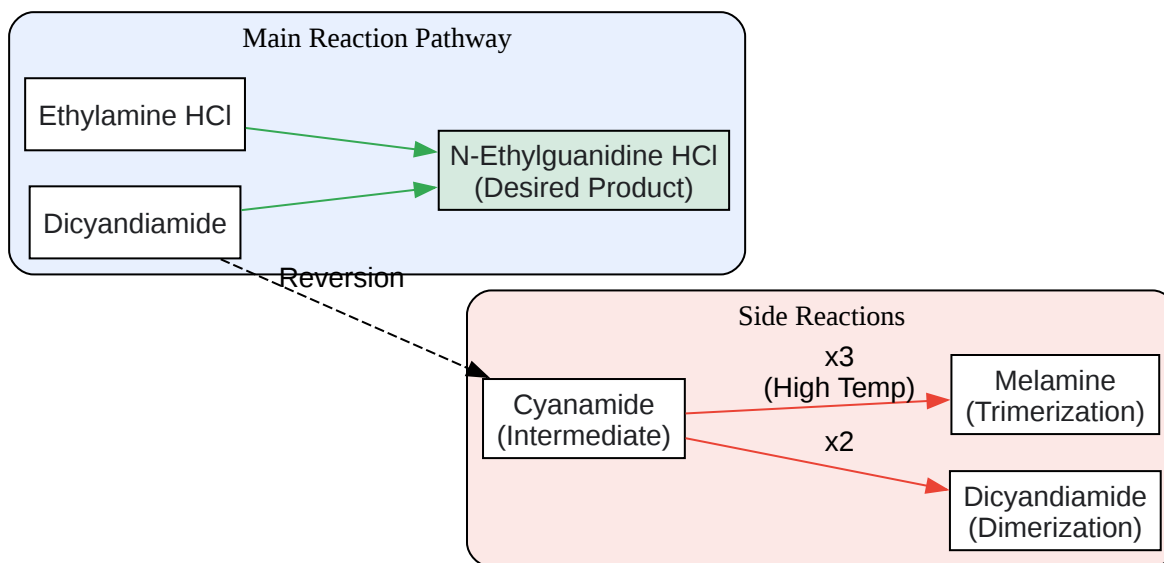 Main Reaction Pathway
Ethylamine HCl
Dicyandiamide
N-Ethylguanidine HCl
(Desired Product)
Reversion
Side Reactions
Cyanamide
(Intermediate)
x3
(High Temp)
x2
Melamine
(Trimerization)
Dicyandiamide
(Dimerization)